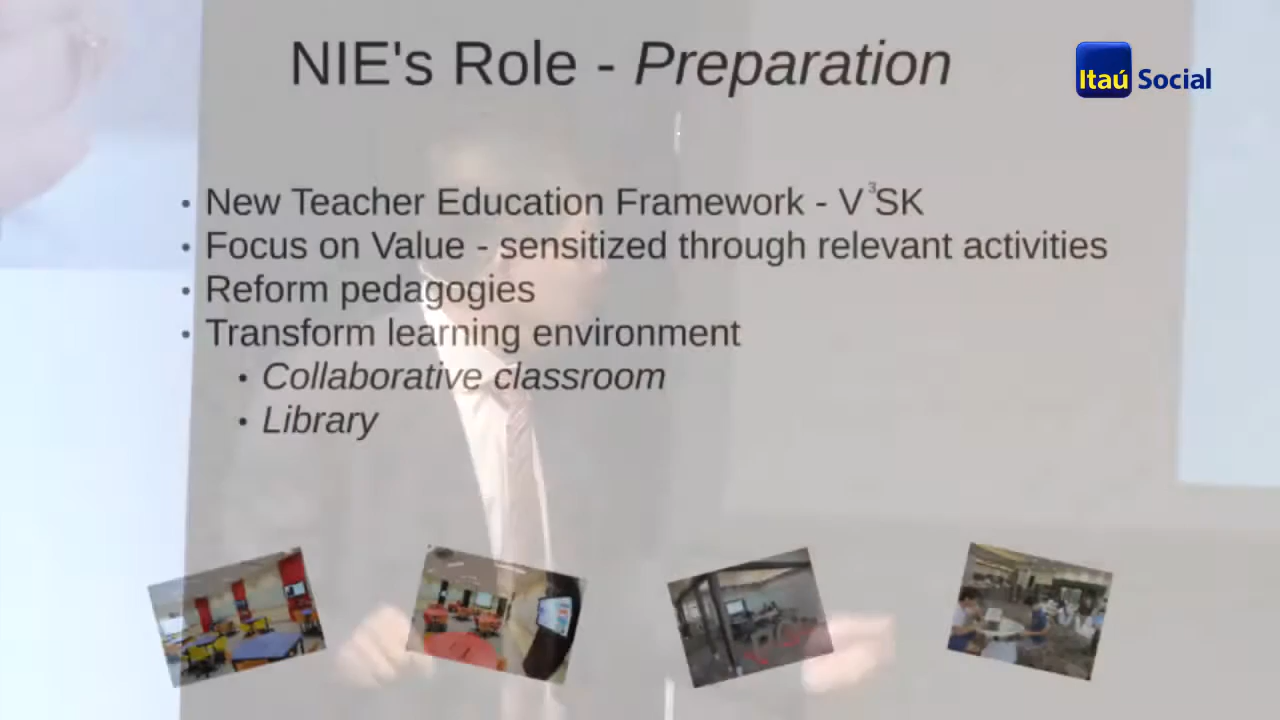 NIE's Role - Preparation
Itaú Social
• New Teacher Education Framework - V³SK
• Focus on Value - sensitized through relevant activities
• Reform pedagogies
• Transform learning environment
• Collaborative classroom
• Library